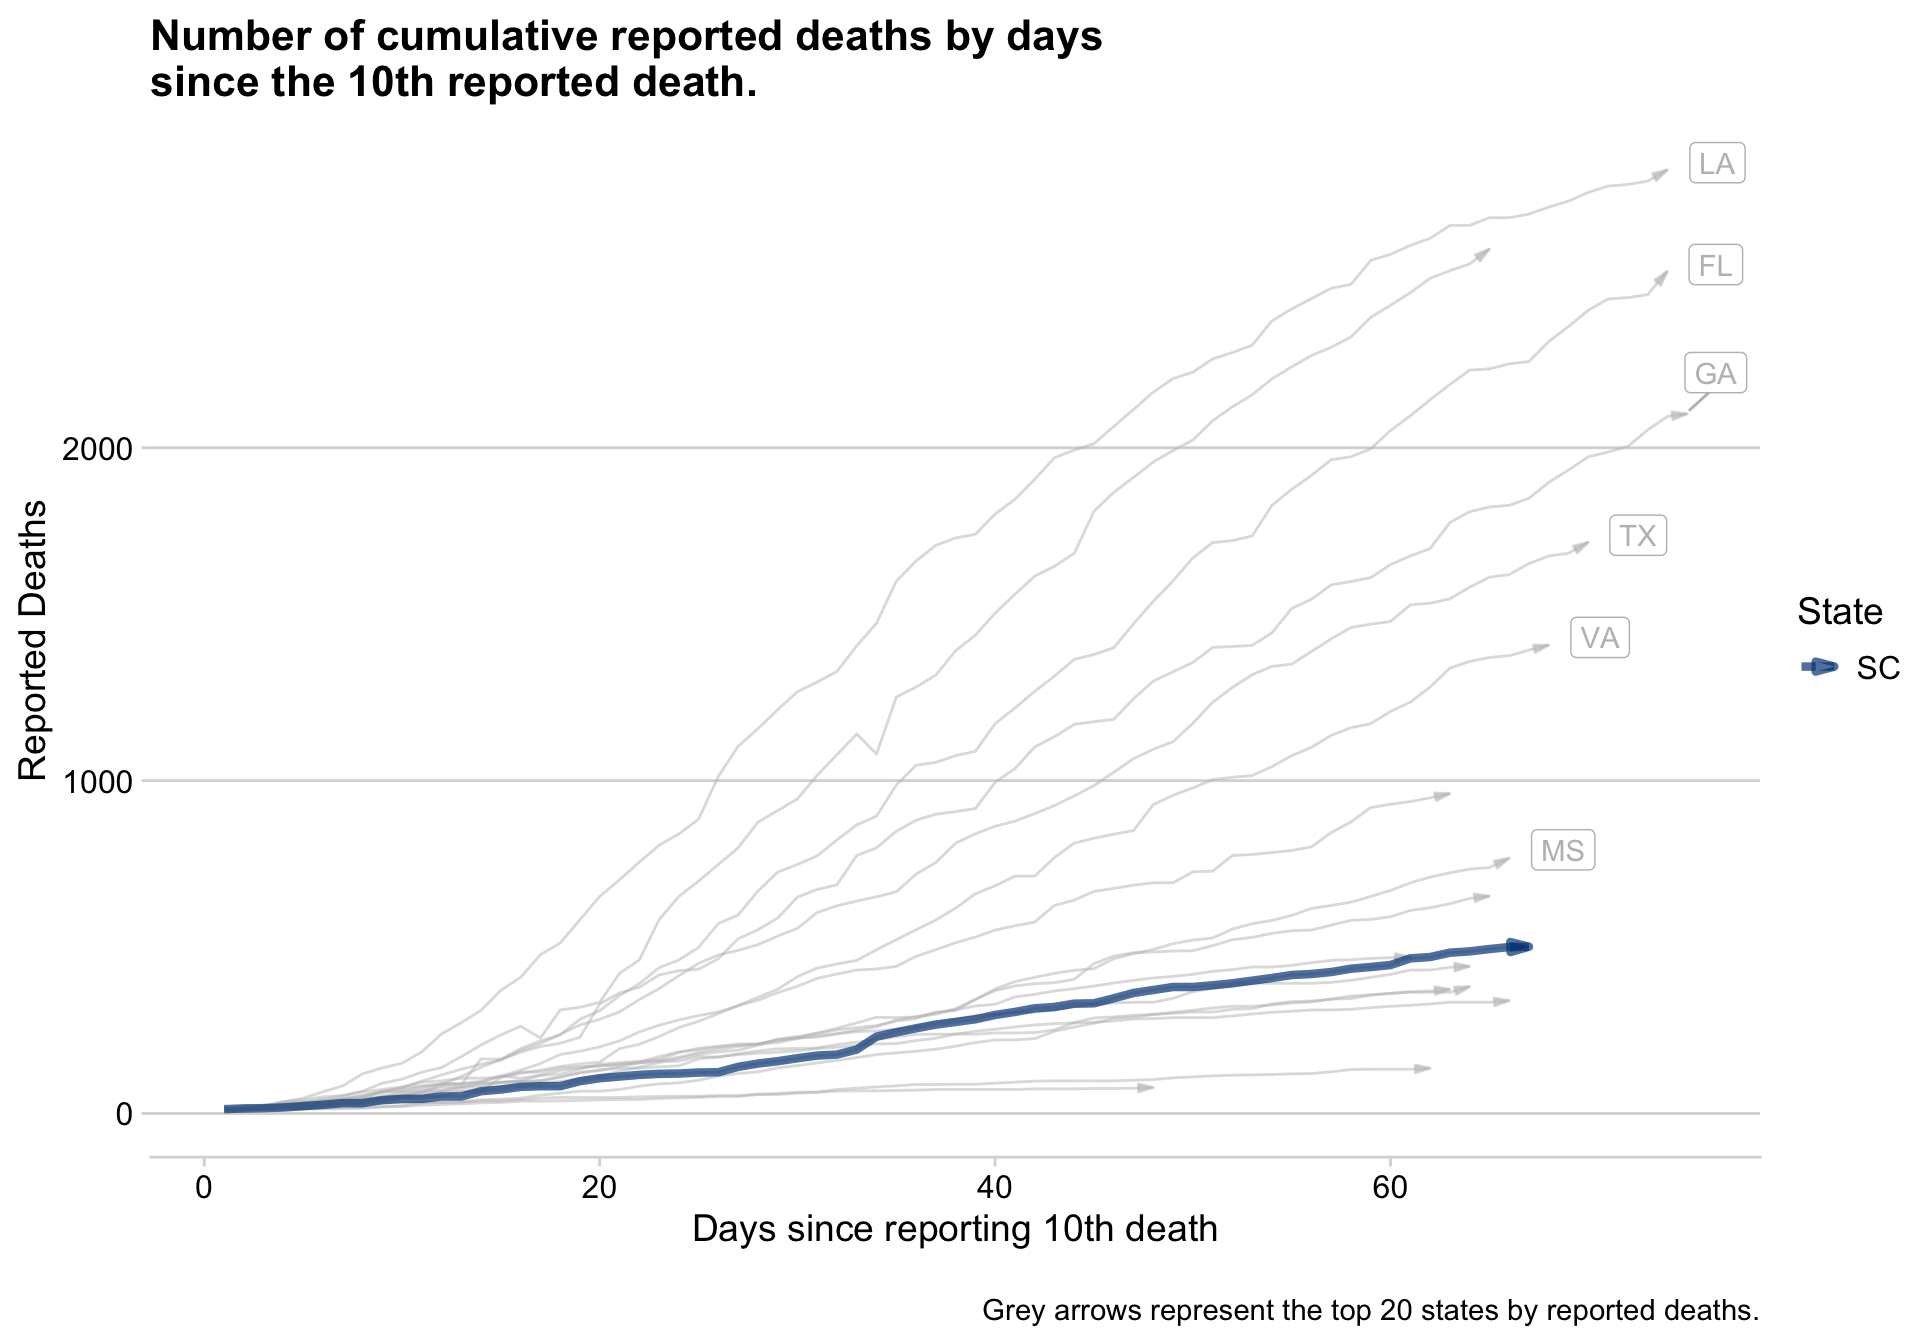 Number of cumulative reported deaths by days
since the 10th reported death.
LA
FL
GA
2000
TX
Reported Deaths
State
VA
SC
1000
MS
0
0 20 40 60
Days since reporting 10th death
Grey arrows represent the top 20 states by reported deaths.